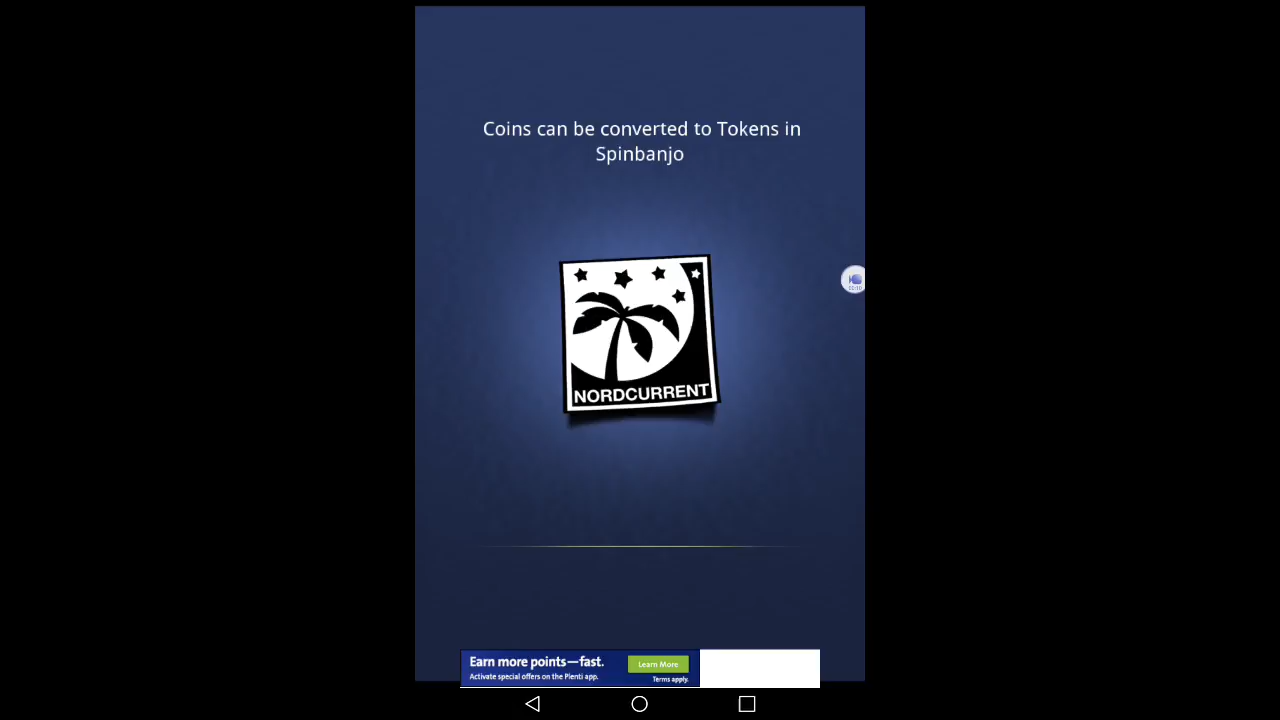 Coins can be converted to Tokens in
Spinbanjo
NORDCURRENT
Earn more points—fast.
Activate special offers on the Plenti app.
Learn More
Terms apply.